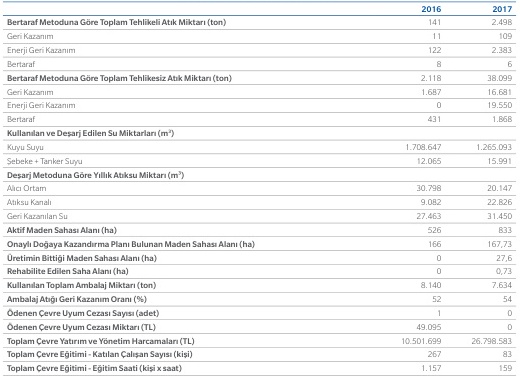 2016 2017
Bertaraf Metoduna Göre Toplam Tehlikeli Atık Miktarı (ton) 141 2.498
Geri Kazanım 11 109
Enerji Geri Kazanım 122 2.383
Bertaraf 8 6
Bertaraf Metoduna Göre Toplam Tehlikesiz Atık Miktarı (ton) 2.118 38.099
Geri Kazanım 1.687 16.681
Enerji Geri Kazanım 0 19.550
Bertaraf 431 1.868
Kullanılan ve Deşarj Edilen Su Miktarları (m³)
Kuyu Suyu 1.708.647 1.265.093
Şebeke + Tanker Suyu 12.065 15.991
Deşarj Metoduna Göre Yıllık Atıksu Miktarı (m³)
Alıcı Ortam 30.798 20.147
Atıksu Kanalı 9.082 22.826
Geri Kazanılan Su 27.463 31.450
Aktif Maden Sahası Alanı (ha) 526 833
Onaylı Doğaya Kazandırma Planı Bulunan Maden Sahası Alanı (ha) 166 167,73
Üretimin Bittiği Maden Sahası Alanı (ha) 0 27,6
Rehabilite Edilen Saha Alanı (ha) 0 0,73
Kullanılan Toplam Ambalaj Miktarı (ton) 8.140 7.634
Ambalaj Atığı Geri Kazanım Oranı (%) 52 54
Ödenen Çevre Uyum Cezası Sayısı (adet) 1 0
Ödenen Çevre Uyum Cezası Miktarı (TL) 49.095 0
Toplam Çevre Yatırım ve Yönetim Harcamaları (TL) 10.501.699 26.798.583
Toplam Çevre Eğitimi - Katılan Çalışan Sayısı (kişi) 267 83
Toplam Çevre Eğitimi - Eğitim Saati (kişi x saat) 1.157 159